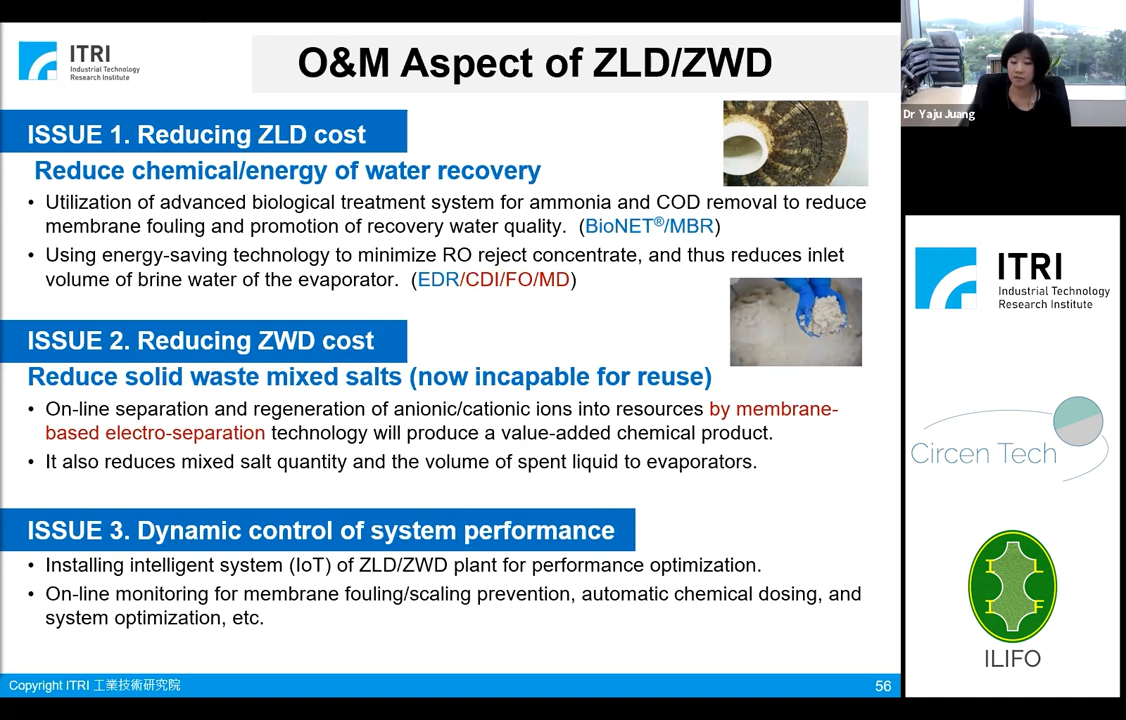 ITRI
Industrial Technology
Research Institute
O&M Aspect of ZLD/ZWD
ISSUE 1. Reducing ZLD cost
Reduce chemical/energy of water recovery
• Utilization of advanced biological treatment system for ammonia and COD removal to reduce
membrane fouling and promotion of recovery water quality. (BioNET®/MBR)
• Using energy-saving technology to minimize RO reject concentrate, and thus reduces inlet
volume of brine water of the evaporator. (EDR/CDI/FO/MD)
ISSUE 2. Reducing ZWD cost
Reduce solid waste mixed salts (now incapable for reuse)
• On-line separation and regeneration of anionic/cationic ions into resources by membrane-
based electro-separation technology will produce a value-added chemical product.
• It also reduces mixed salt quantity and the volume of spent liquid to evaporators.
ISSUE 3. Dynamic control of system performance
• Installing intelligent system (IoT) of ZLD/ZWD plant for performance optimization.
• On-line monitoring for membrane fouling/scaling prevention, automatic chemical dosing, and
system optimization, etc.
Copyright ITRI 工業技術研究院
56
Dr Yaju Juang
ITRI
Industrial Technology
Research Institute
Circen Tech
I L
I F
ILIFO